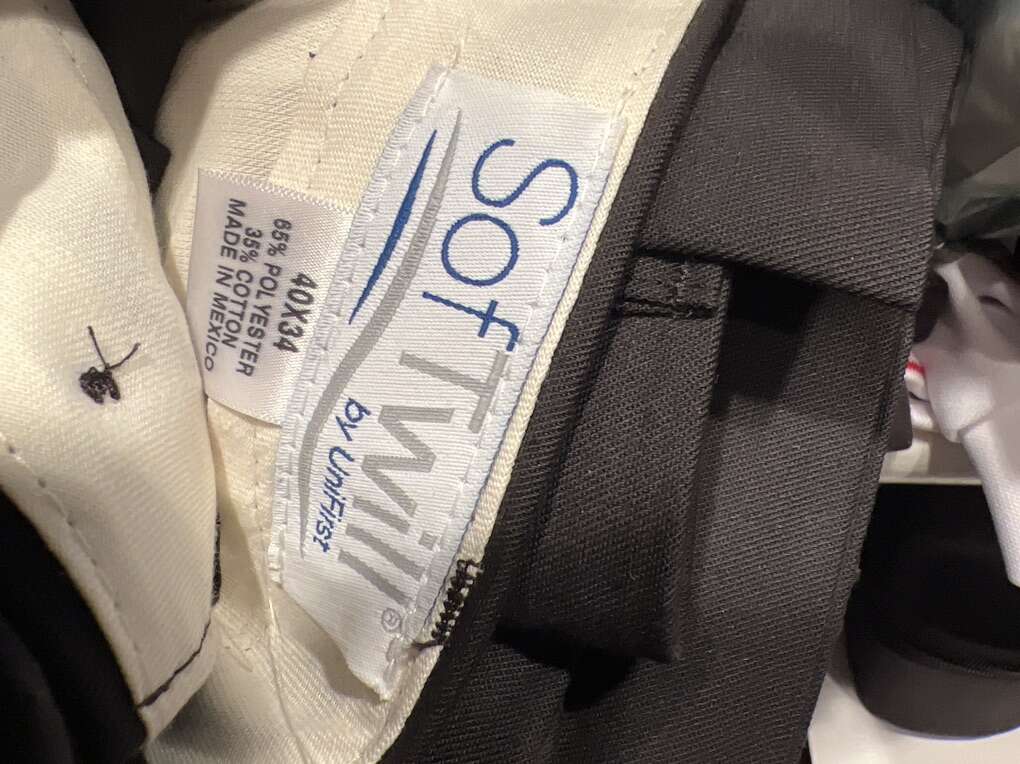 SofTwill®
by UniFirst
40X34
65% POLYESTER
35% COTTON
MADE IN MEXICO